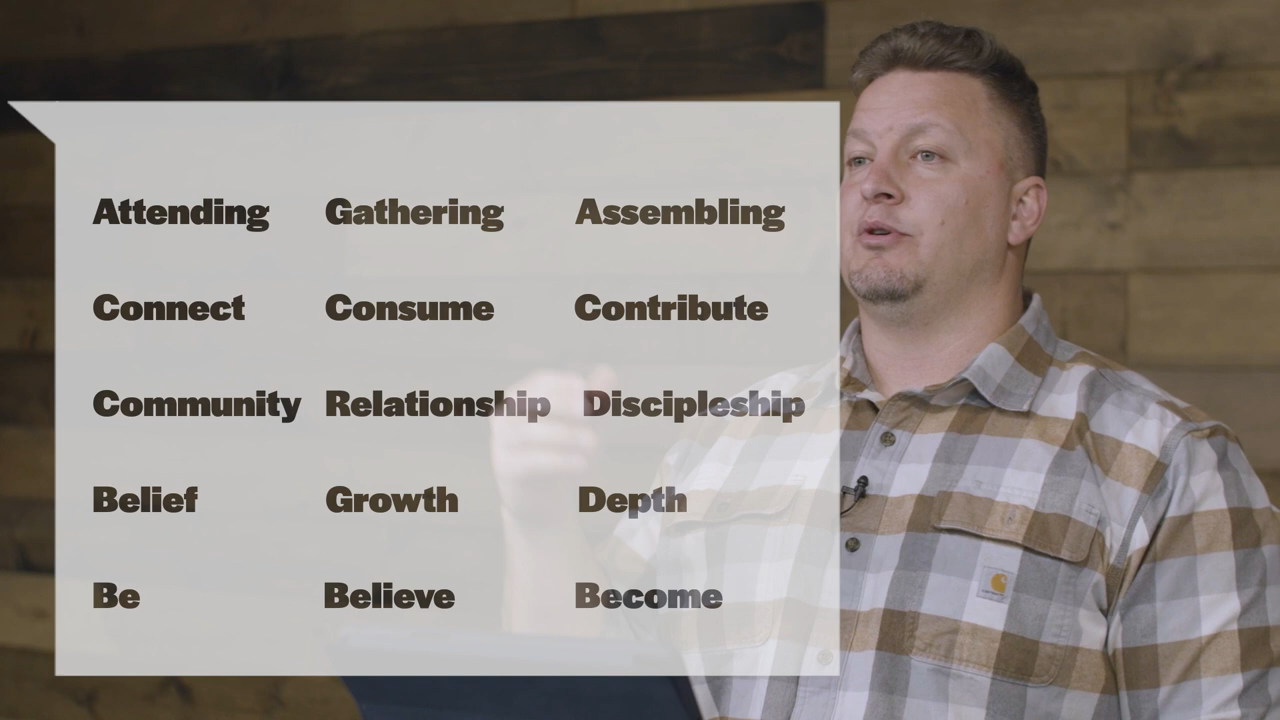 Attending Gathering Assembling
Connect Consume Contribute
Community Relationship Discipleship
Belief Growth Depth
Be Believe Become